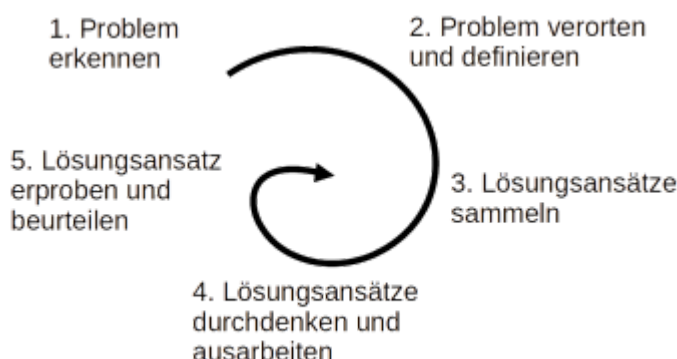 1. Problem
erkennen
2. Problem verorten
und definieren
3. Lösungsansätze
sammeln
4. Lösungsansätze
durchdenken und
ausarbeiten
5. Lösungsansatz
erproben und
beurteilen